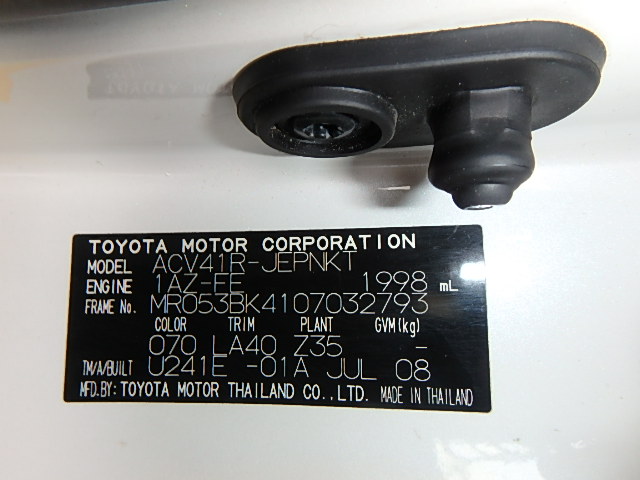 TOYOTA MOTOR CORPORATION
MODEL ACV41R-JEPNKT
ENGINE 1AZ-FE 1998 mL
FRAME No. MR053BK4107032793
COLOR TRIM PLANT GVM(kg)
070 LA40 Z35 -
TM/A/BUILT U241E -01A JUL 08
MFD.BY: TOYOTA MOTOR THAILAND CO.,LTD. MADE IN THAILAND